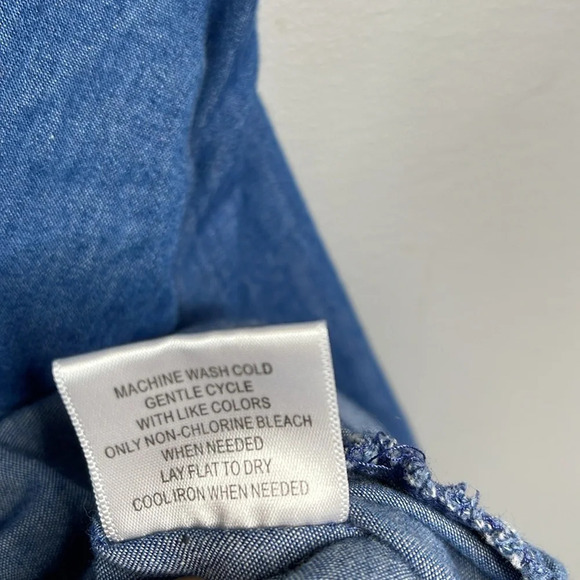 MACHINE WASH COLD
GENTLE CYCLE
WITH LIKE COLORS
ONLY NON-CHLORINE BLEACH
WHEN NEEDED
LAY FLAT TO DRY
COOL IRON WHEN NEEDED